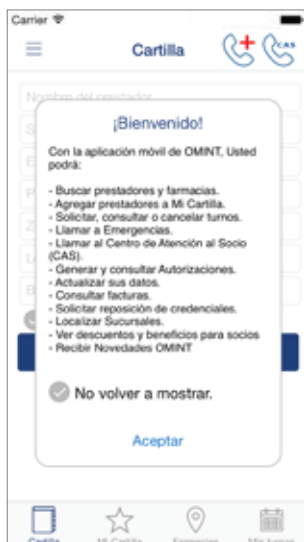 Carrier
Cartilla
CAS
Nombre del prestador
¡Bienvenido!
Con la aplicación móvil de OMINT, Usted
podrá:
- Buscar prestadores y farmacias.
- Agregar prestadores a Mi Cartilla.
- Solicitar, consultar o cancelar turnos.
- Llamar a Emergencias.
- Llamar al Centro de Atención al Socio
(CAS).
- Generar y consultar Autorizaciones.
- Actualizar sus datos.
- Consultar facturas.
- Solicitar reposición de credenciales.
- Localizar Sucursales.
- Ver descuentos y beneficios para socios
- Recibir Novedades OMINT
No volver a mostrar.
Aceptar
Cartilla Mi Cartilla Farmacias Mis turnos